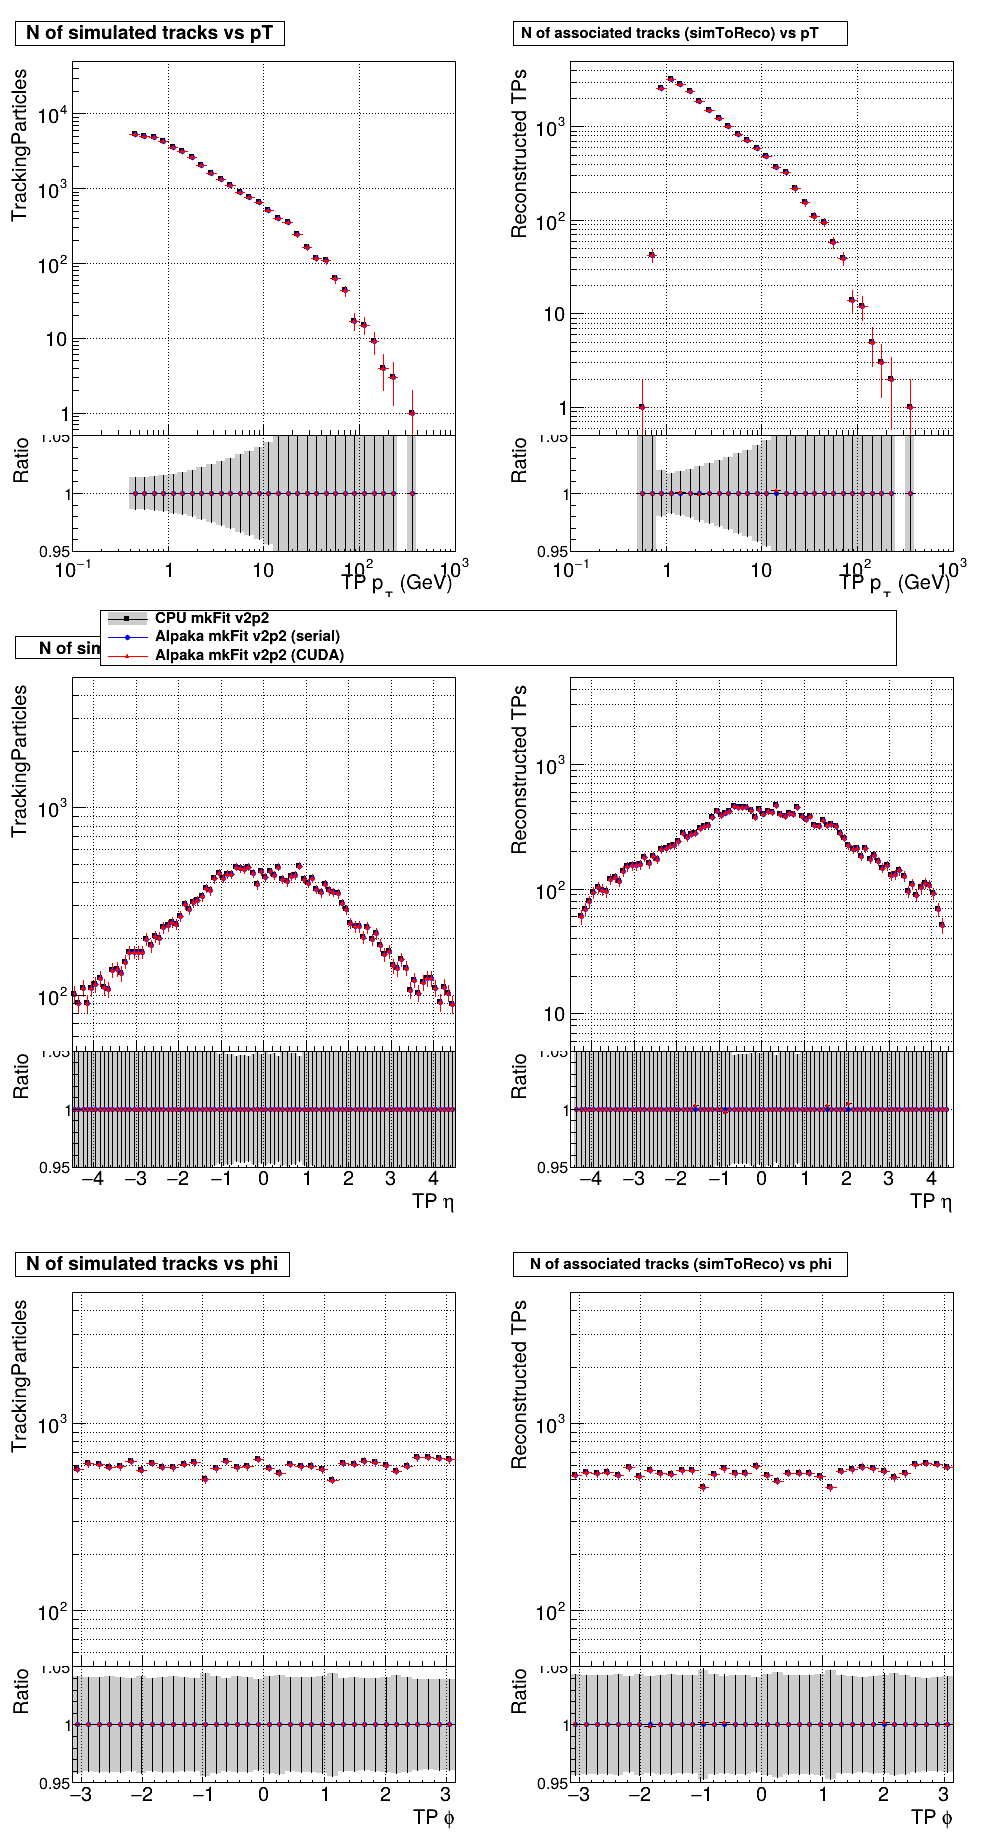 N of simulated tracks vs pT
N of associated tracks (simToReco) vs pT
TrackingParticles
10^4
10^3
10^2
10
1
Reconstructed TPs
10^3
10^2
10
1
Ratio
1.05
1
0.95
Ratio
1.05
1
0.95
10^−1 1 10 10^2 10^3
TP p_T (GeV)
10^−1 1 10 10^2 10^3
TP p_T (GeV)
CPU mkFit v2p2
Alpaka mkFit v2p2 (serial)
Alpaka mkFit v2p2 (CUDA)
N of sim
TrackingParticles
10^3
10^2
Reconstructed TPs
10^3
10^2
10
Ratio
1.05
1
0.95
Ratio
1.05
1
0.95
−4 −3 −2 −1 0 1 2 3 4
TP η
−4 −3 −2 −1 0 1 2 3 4
TP η
N of simulated tracks vs phi
N of associated tracks (simToReco) vs phi
TrackingParticles
10^3
10^2
Reconstructed TPs
10^3
10^2
Ratio
1.05
1
0.95
Ratio
1.05
1
0.95
−3 −2 −1 0 1 2 3
TP ϕ
−3 −2 −1 0 1 2 3
TP ϕ